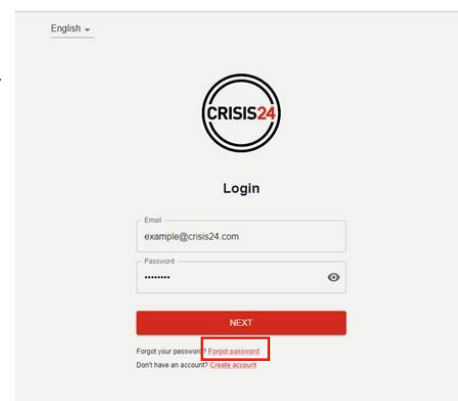 English
CRISIS24
Login
Email
example@crisis24.com
Password
••••••••
NEXT
Forgot your password? Forgot password
Don't have an account? Create account